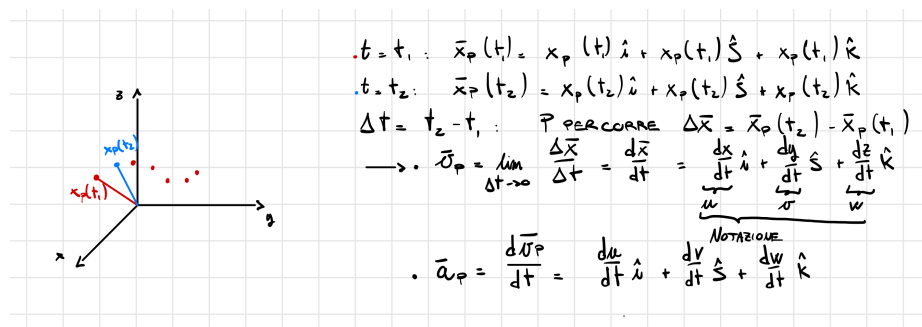 t = t₁ : x̄ₚ(t₁) = xₚ(t₁) î + xₚ(t₁) ĵ + xₚ(t₁) k̂
t = t₂ : x̄ₚ(t₂) = xₚ(t₂) î + xₚ(t₂) ĵ + xₚ(t₂) k̂
Δt = t₂ - t₁ : P PERCORRE Δx̄ = x̄ₚ(t₂) - x̄ₚ(t₁)
→ · v̄ₚ = lim Δt→0 Δx̄/Δt = dx̄/dt = dx/dt î + dy/dt ĵ + dz/dt k̂
u v w
NOTAZIONE
· āₚ = dv̄ₚ/dt = du/dt î + dv/dt ĵ + dw/dt k̂
z
xₚ(t₂)
xₚ(t₁)
y
x